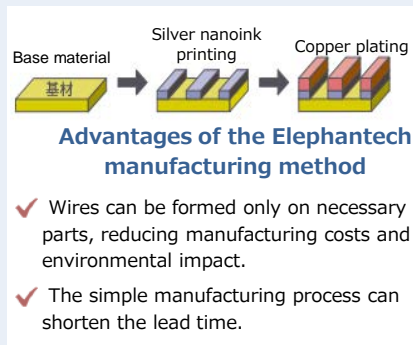 Base material
Silver nanoink
printing
Copper plating
基材
Advantages of the Elephantech
manufacturing method
Wires can be formed only on necessary
parts, reducing manufacturing costs and
environmental impact.
The simple manufacturing process can
shorten the lead time.